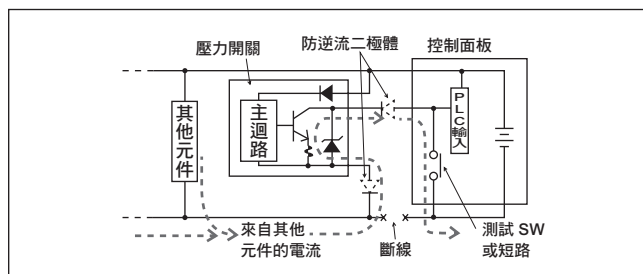 防逆流二極體
壓力開關
控制面板
其他元件
主迴路
PLC輸入
來自其他
元件的電流
斷線
測試 SW
或短路